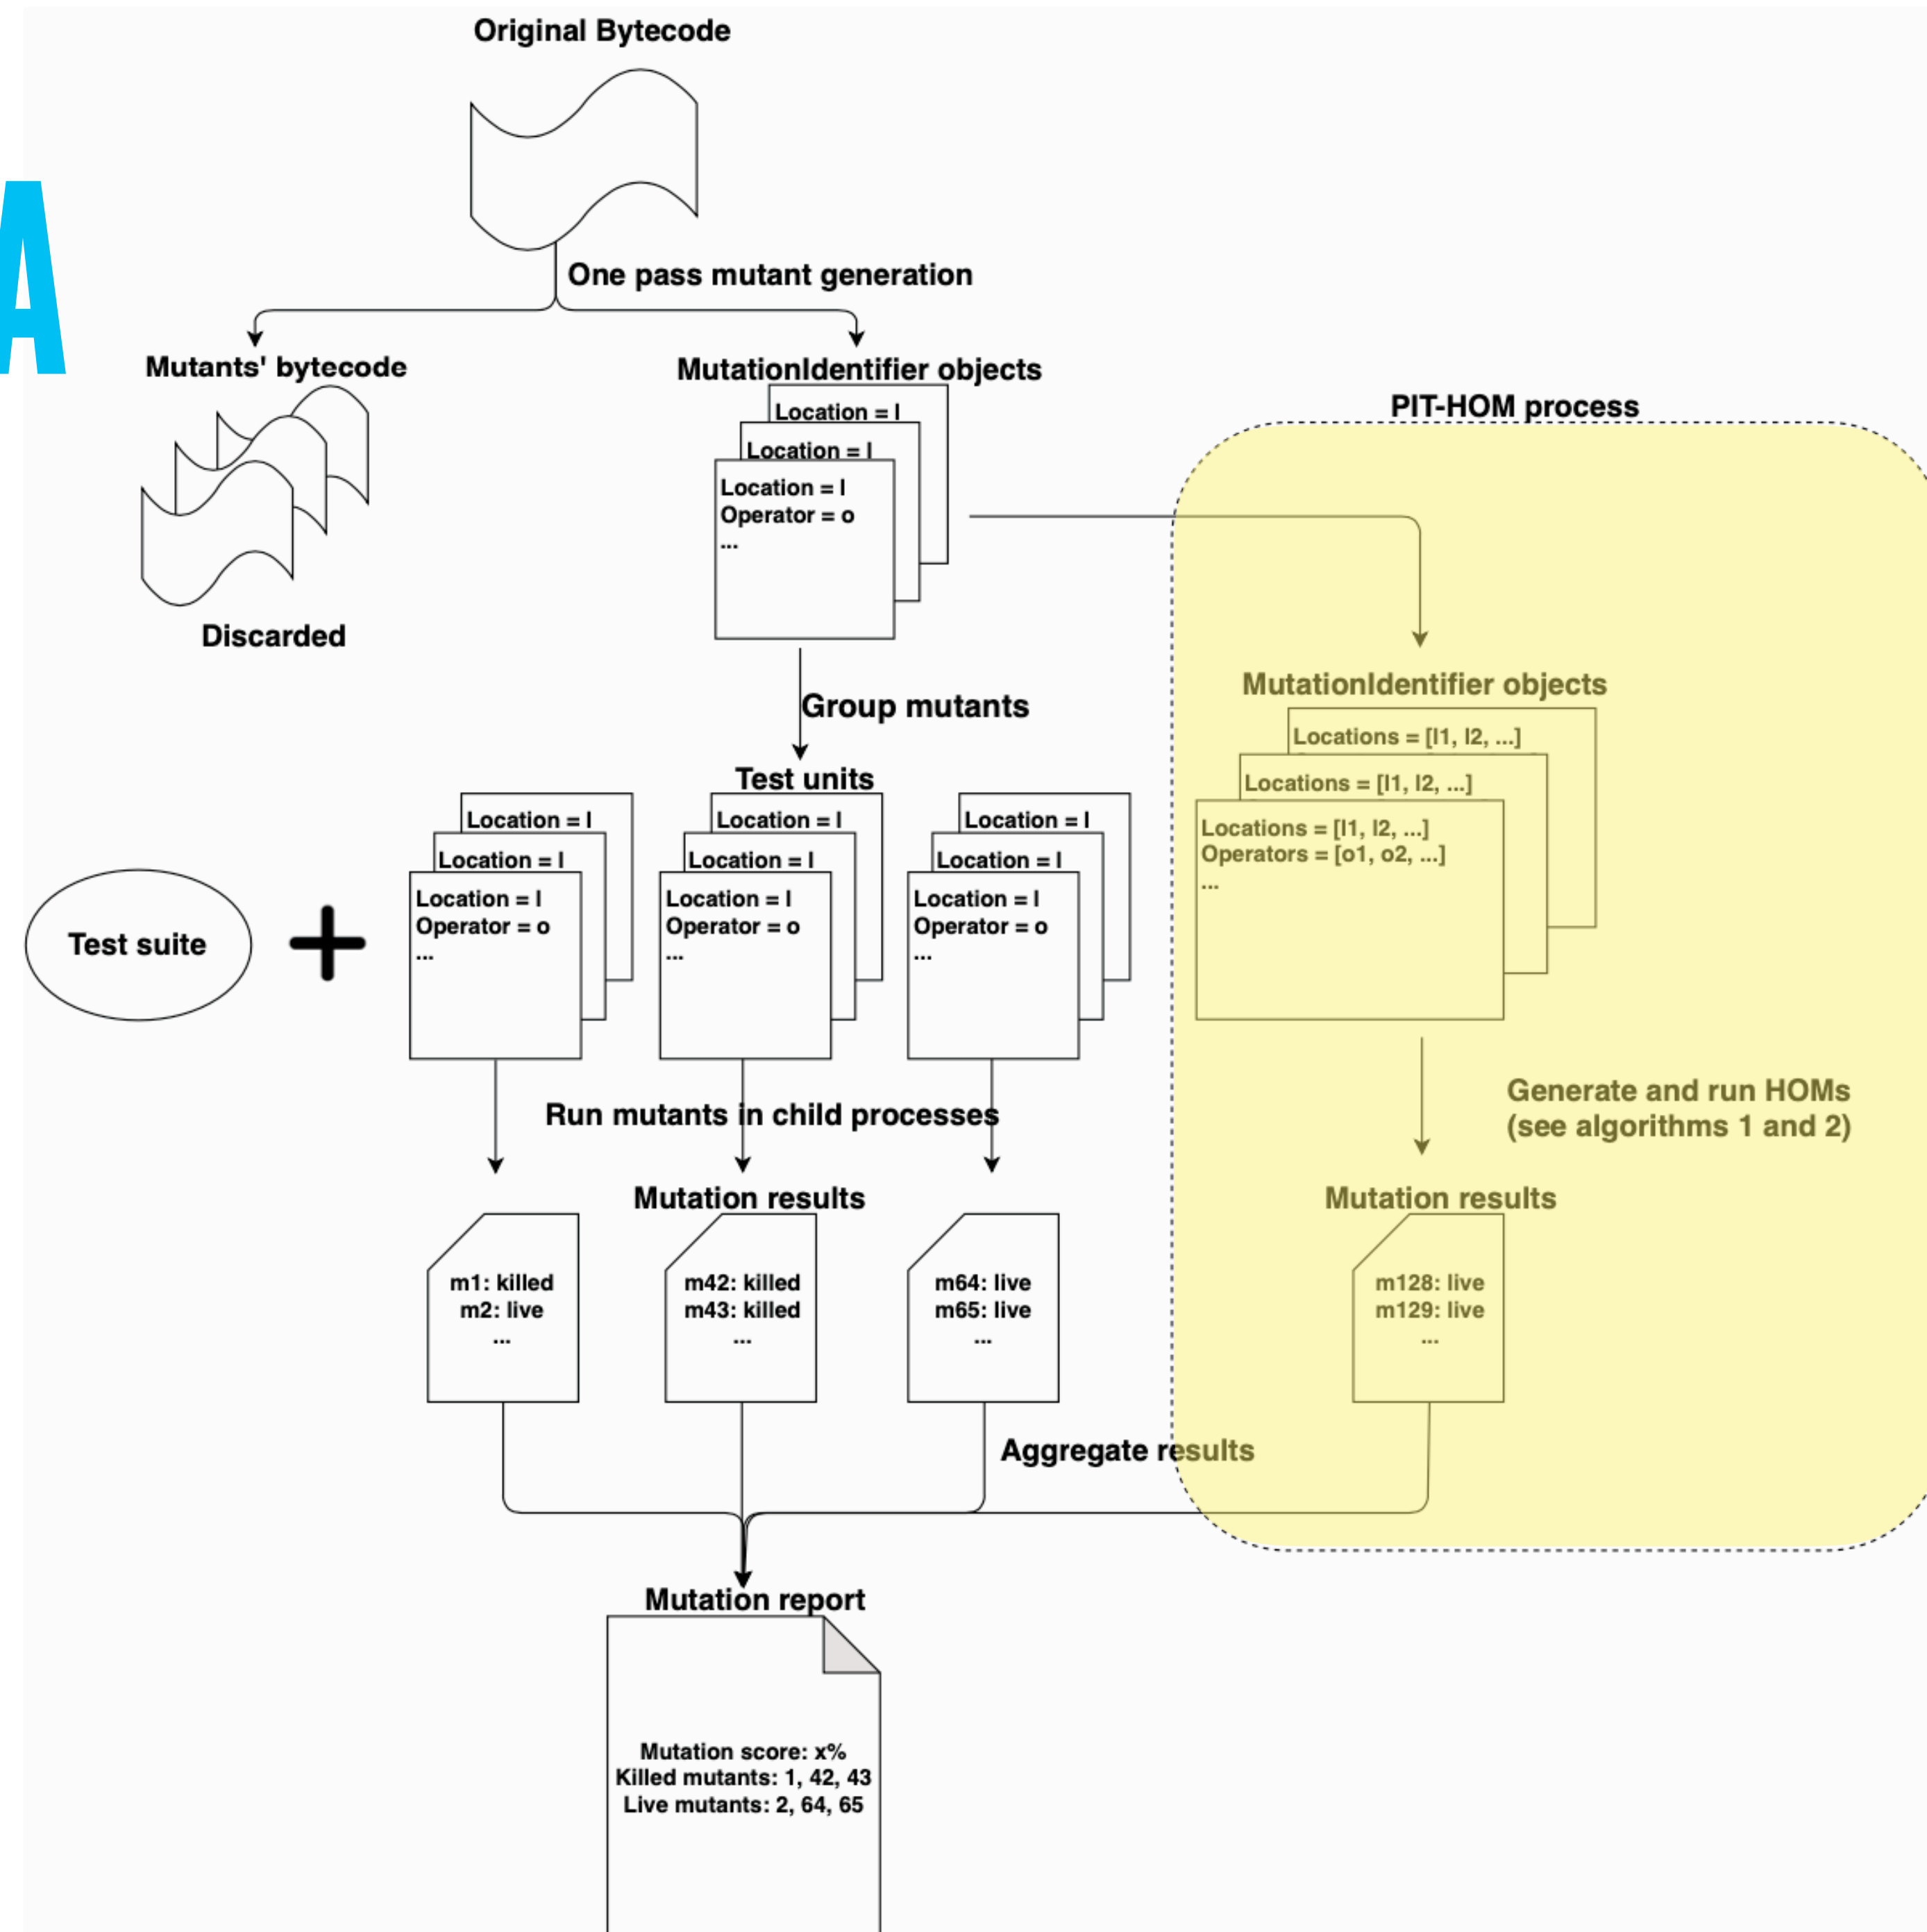 Original Bytecode
A
One pass mutant generation
Mutants' bytecode
Discarded
MutationIdentifier objects
Location = l
Location = l
Location = l
Operator = o
...
PIT-HOM process
Group mutants
MutationIdentifier objects
Locations = [l1, l2, ...]
Locations = [l1, l2, ...]
Locations = [l1, l2, ...]
Operators = [o1, o2, ...]
...
Test units
Test suite
Location = l
Location = l
Location = l
Operator = o
...
Location = l
Location = l
Location = l
Operator = o
...
Location = l
Location = l
Location = l
Operator = o
...
Run mutants in child processes
Generate and run HOMs
(see algorithms 1 and 2)
Mutation results
m1: killed
m2: live
...
m42: killed
m43: killed
...
m64: live
m65: live
...
Mutation results
m128: live
m129: live
...
Aggregate results
Mutation report
Mutation score: x%
Killed mutants: 1, 42, 43
Live mutants: 2, 64, 65